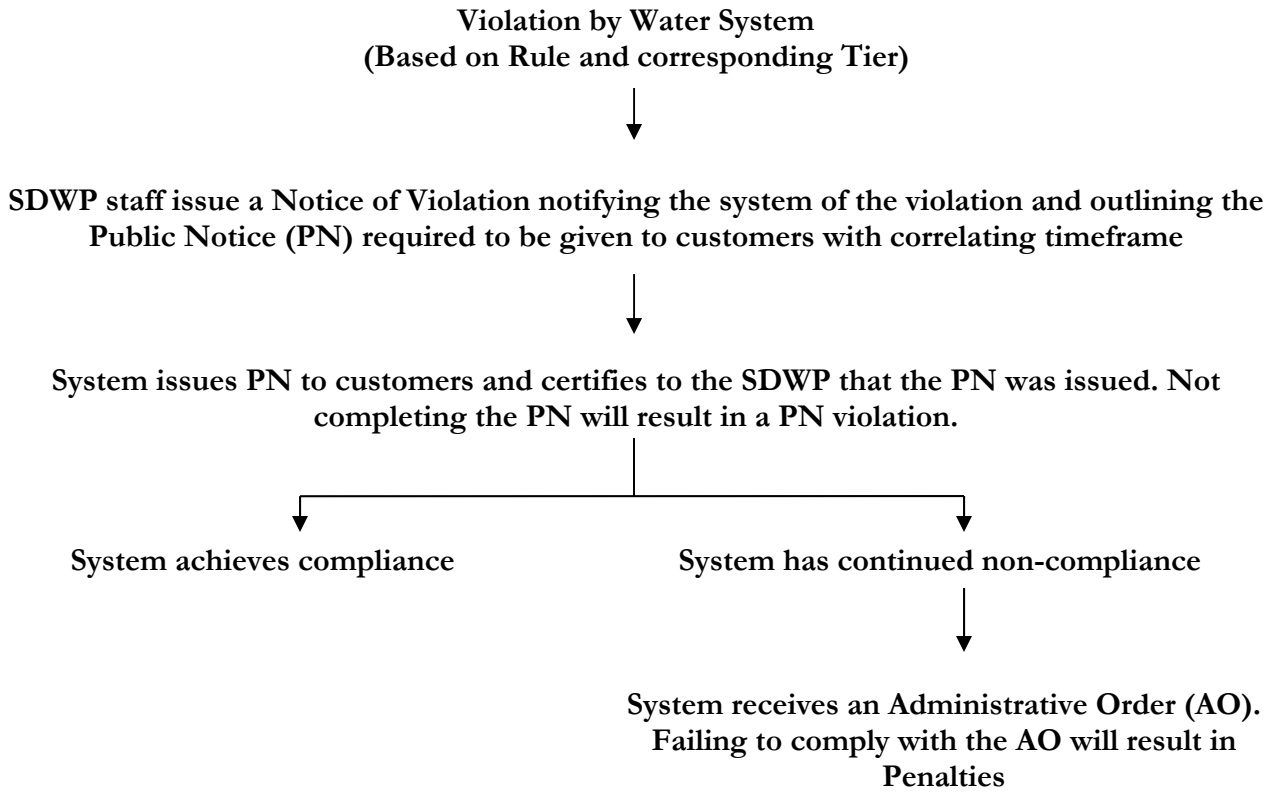 Violation by Water System
(Based on Rule and corresponding Tier)
SDWP staff issue a Notice of Violation notifying the system of the violation and outlining the
Public Notice (PN) required to be given to customers with correlating timeframe
System issues PN to customers and certifies to the SDWP that the PN was issued. Not
completing the PN will result in a PN violation.
System achieves compliance
System has continued non-compliance
System receives an Administrative Order (AO).
Failing to comply with the AO will result in
Penalties